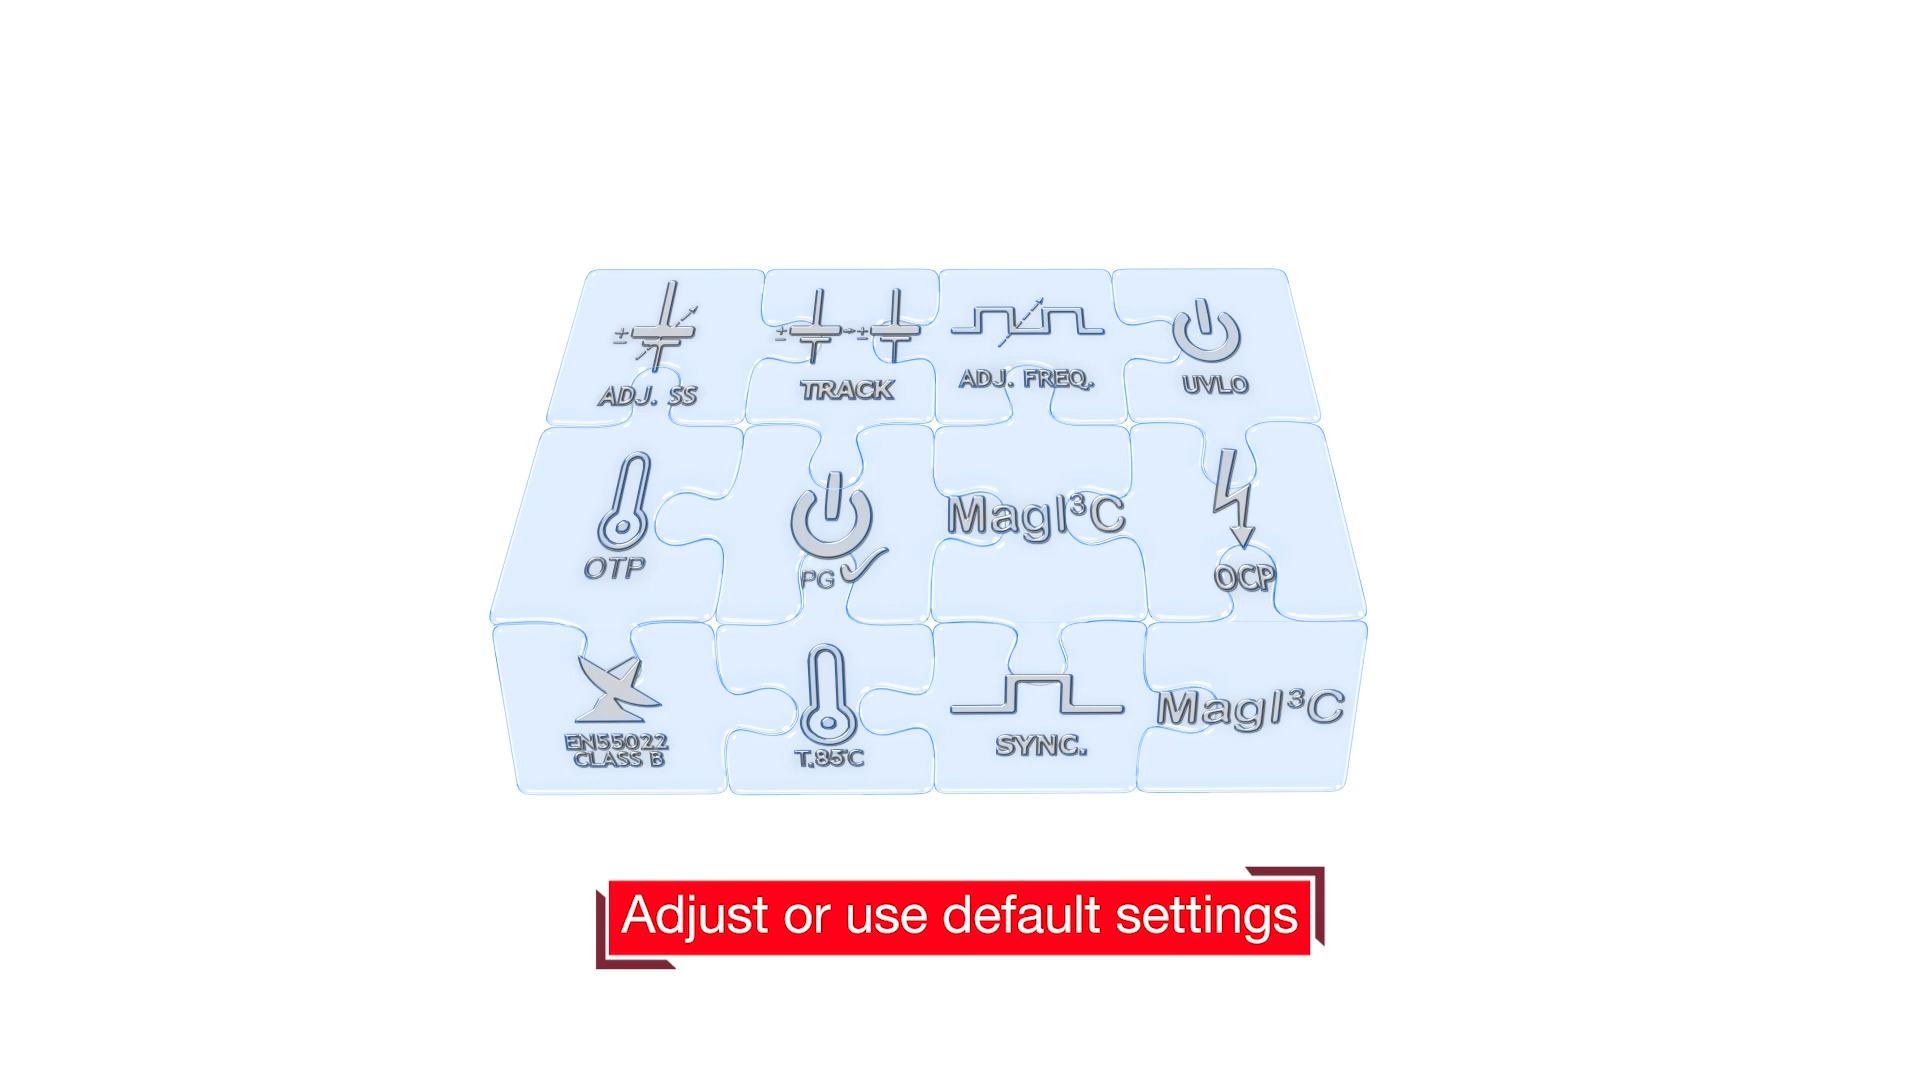 ADJ. SS
TRACK
ADJ. FREQ.
UVLO
OTP
PG
MagI³C
OCP
EN55022
CLASS B
T.85°C
SYNC.
MagI³C
Adjust or use default settings